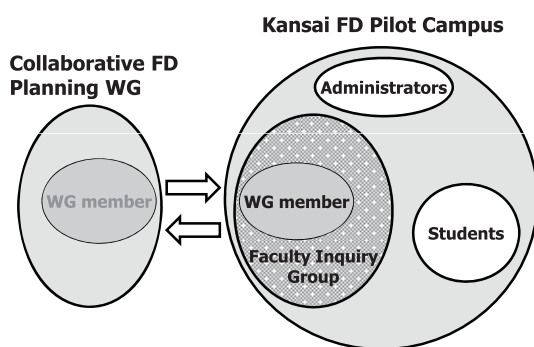 Kansai FD Pilot Campus
Collaborative FD
Planning WG
Administrators
WG member
WG member
Students
Faculty Inquiry
Group